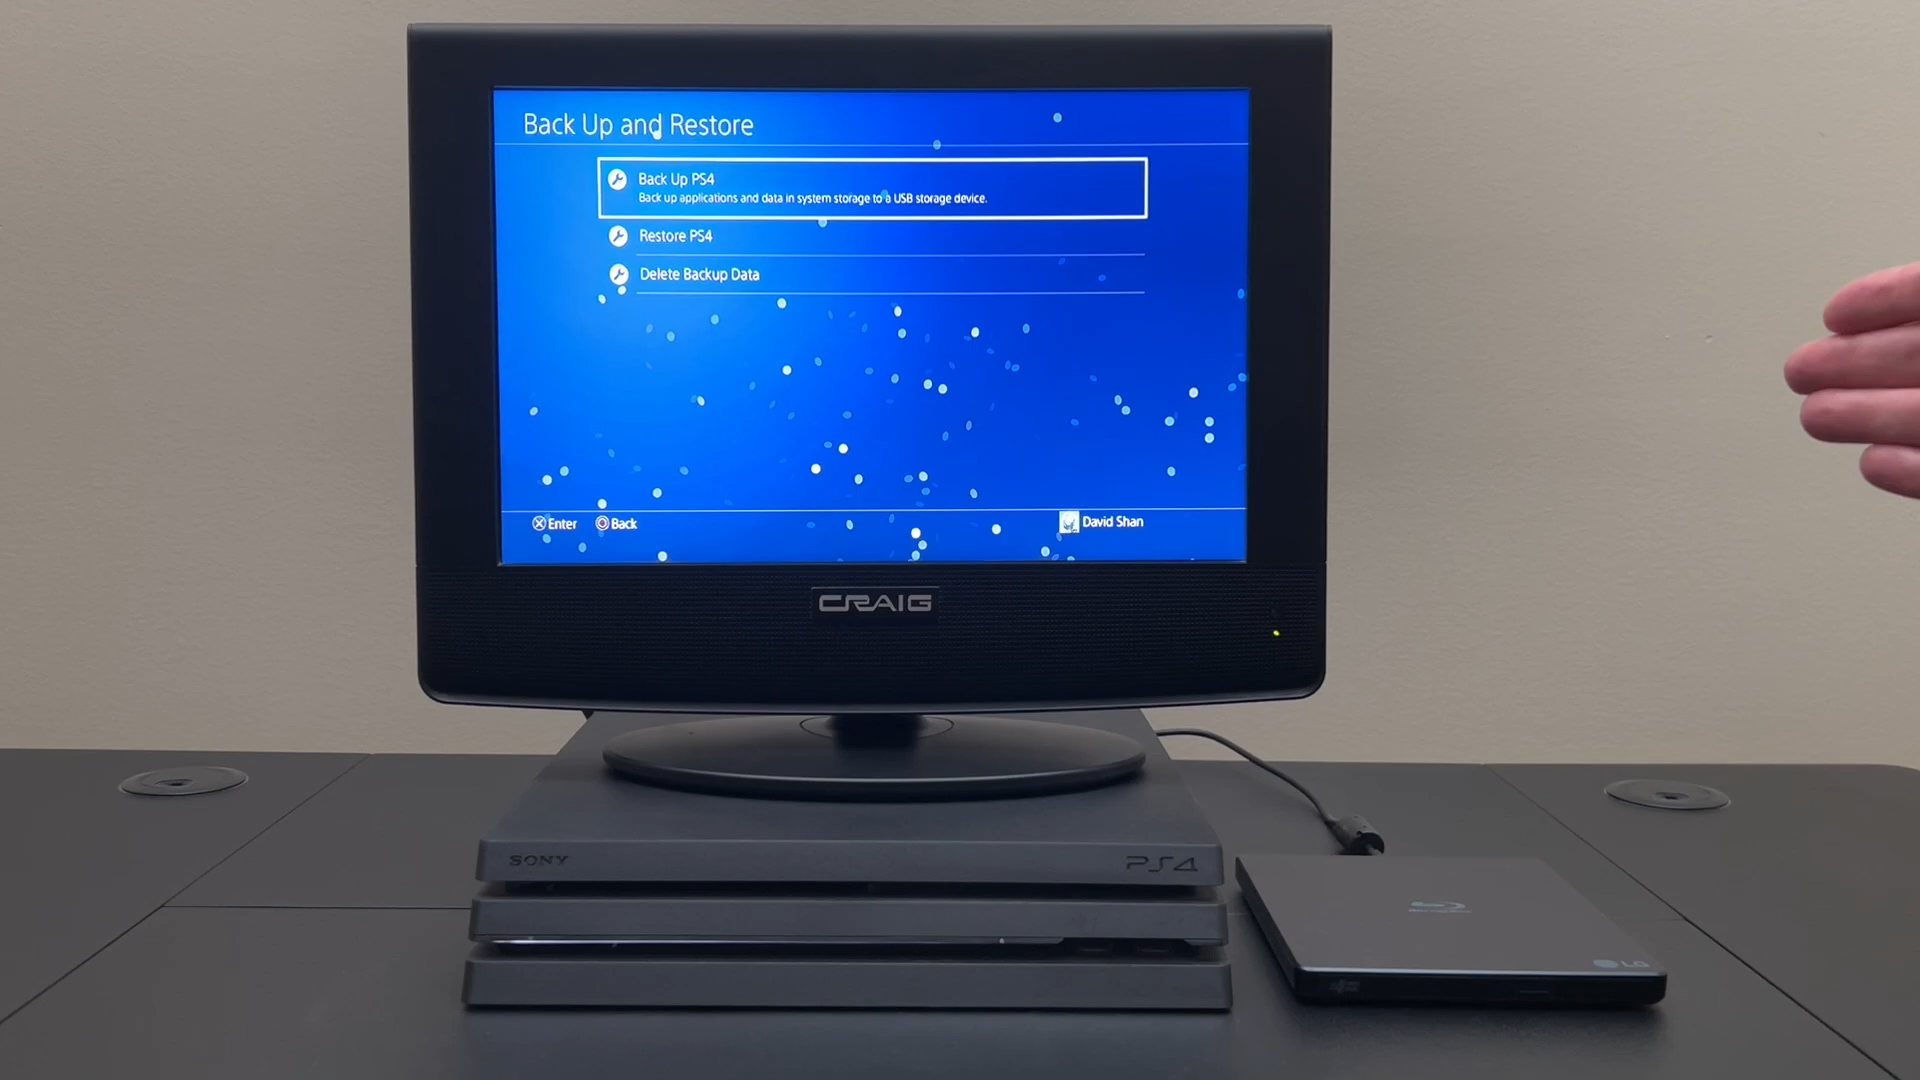 Back Up and Restore
Back Up PS4
Back up applications and data in system storage to a USB storage device.
Restore PS4
Delete Backup Data
Enter
Back
David Shan
CRAIG
SONY
PS4
LG